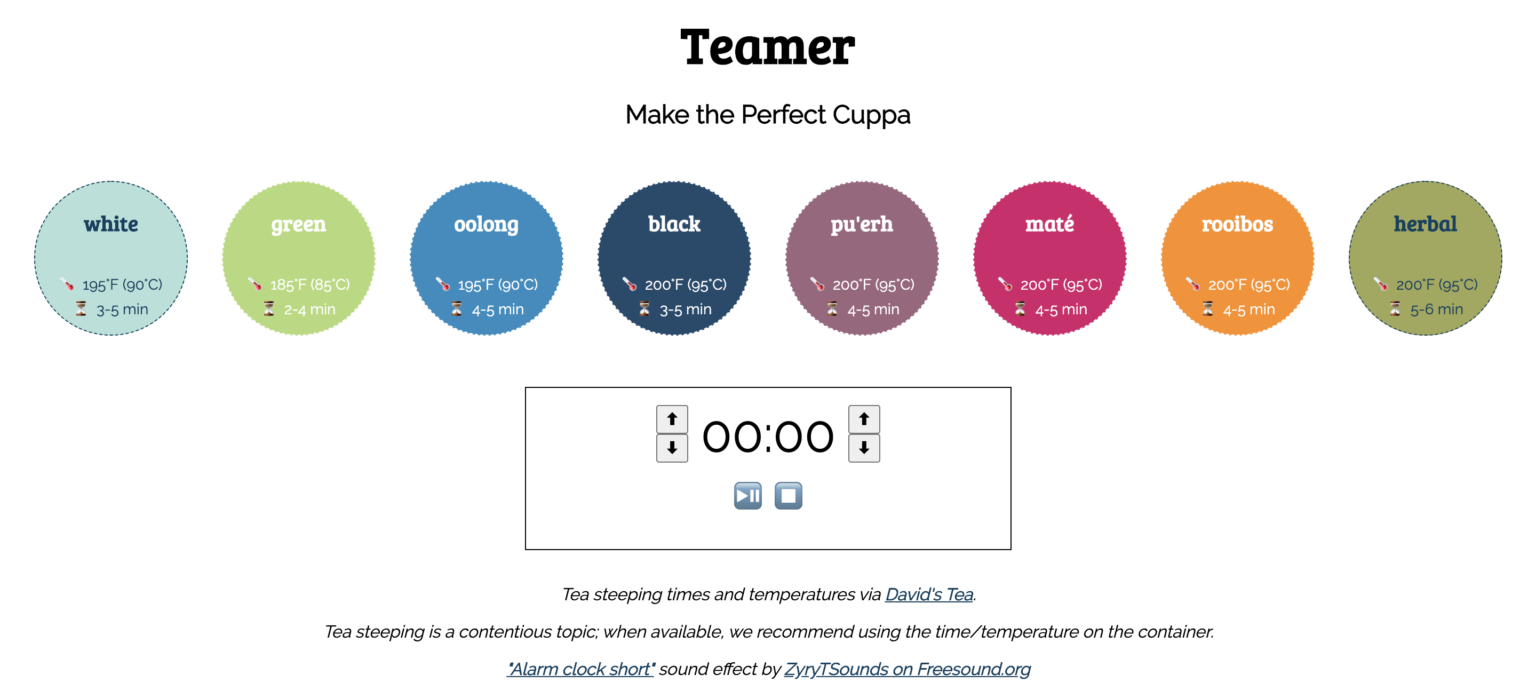 Teamer
Make the Perfect Cuppa
white
195°F (90°C)
3-5 min
green
185°F (85°C)
2-4 min
oolong
195°F (90°C)
4-5 min
black
200°F (95°C)
3-5 min
pu'erh
200°F (95°C)
4-5 min
maté
200°F (95°C)
4-5 min
rooibos
200°F (95°C)
4-5 min
herbal
200°F (95°C)
5-6 min
00:00
Tea steeping times and temperatures via David's Tea.
Tea steeping is a contentious topic; when available, we recommend using the time/temperature on the container.
"Alarm clock short" sound effect by ZyryTSounds on Freesound.org